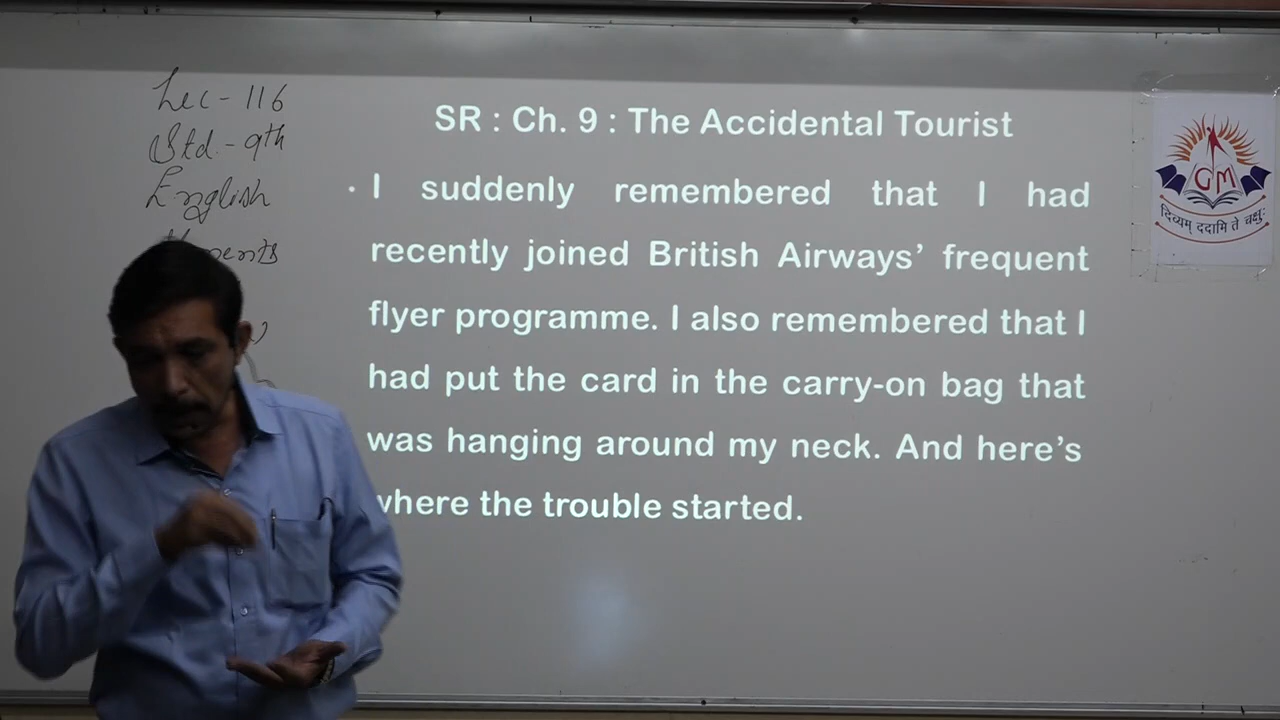 Lec - 116
Std. - 9th
English
SR : Ch. 9 : The Accidental Tourist
• I suddenly remembered that I had
recently joined British Airways’ frequent
flyer programme. I also remembered that I
had put the card in the carry-on bag that
was hanging around my neck. And here’s
where the trouble started.
GM
दिव्यम् ददामि ते चक्षुः